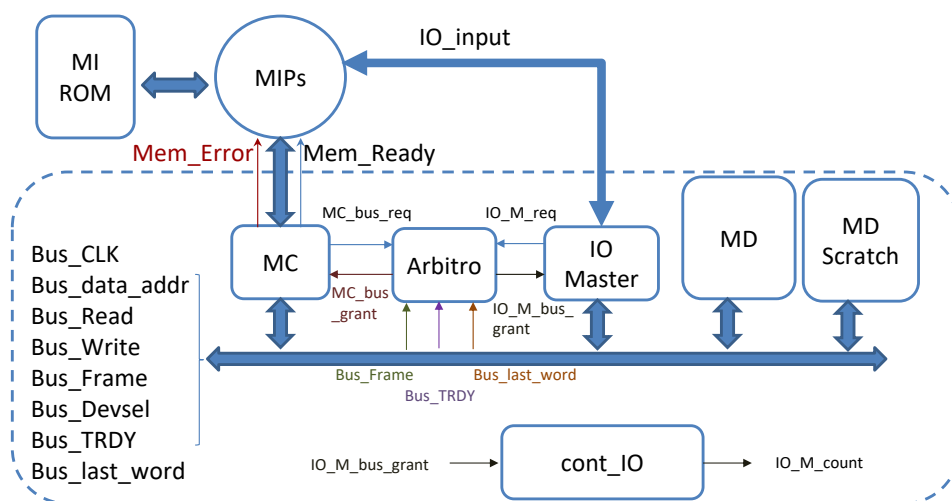 IO_input
MI
ROM
MIPs
Mem_Error
Mem_Ready
MC_bus_req
IO_M_req
MC
Arbitro
IO
Master
MD
MD
Scratch
MC_bus
_grant
IO_M_bus_
grant
Bus_CLK
Bus_data_addr
Bus_Read
Bus_Write
Bus_Frame
Bus_Devsel
Bus_TRDY
Bus_last_word
Bus_Frame
Bus_last_word
Bus_TRDY
IO_M_bus_grant
cont_IO
IO_M_count